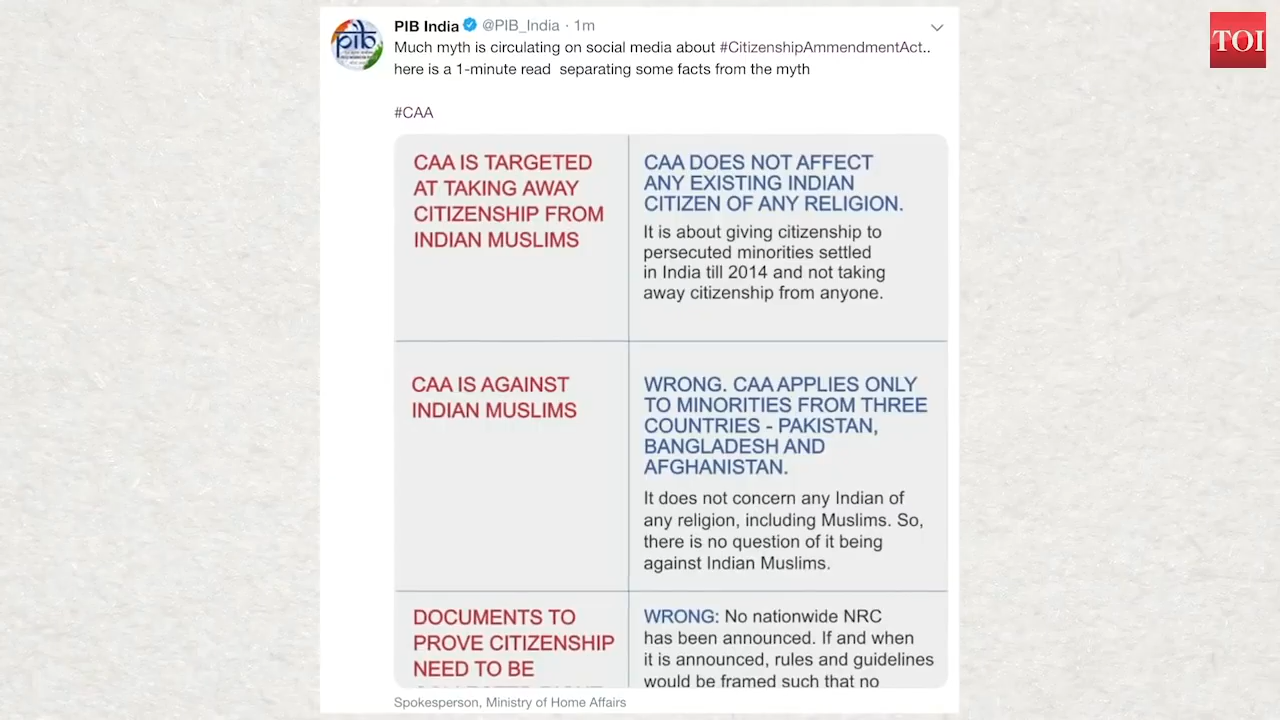 PIB India @PIB_India · 1m
TOI
Much myth is circulating on social media about #CitizenshipAmmendmentAct..
here is a 1-minute read separating some facts from the myth
#CAA
CAA IS TARGETED
AT TAKING AWAY
CITIZENSHIP FROM
INDIAN MUSLIMS
CAA DOES NOT AFFECT
ANY EXISTING INDIAN
CITIZEN OF ANY RELIGION.
It is about giving citizenship to
persecuted minorities settled
in India till 2014 and not taking
away citizenship from anyone.
CAA IS AGAINST
INDIAN MUSLIMS
WRONG. CAA APPLIES ONLY
TO MINORITIES FROM THREE
COUNTRIES - PAKISTAN,
BANGLADESH AND
AFGHANISTAN.
It does not concern any Indian of
any religion, including Muslims. So,
there is no question of it being
against Indian Muslims.
DOCUMENTS TO
PROVE CITIZENSHIP
NEED TO BE
WRONG: No nationwide NRC
has been announced. If and when
it is announced, rules and guidelines
would be framed such that no
Spokesperson, Ministry of Home Affairs